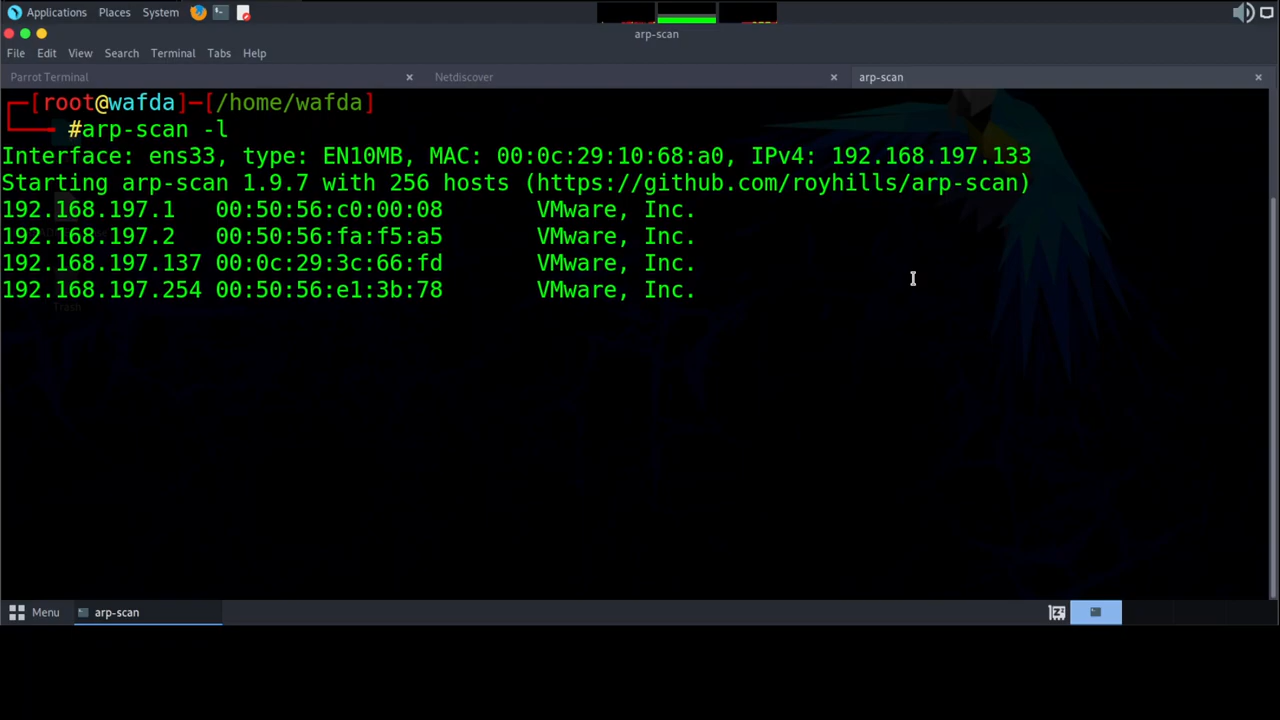 Applications Places System
arp-scan
File Edit View Search Terminal Tabs Help
Parrot Terminal × Netdiscover × arp-scan ×
┌─[root@wafda]─[/home/wafda]
└──╼ #arp-scan -l
Interface: ens33, type: EN10MB, MAC: 00:0c:29:10:68:a0, IPv4: 192.168.197.133
Starting arp-scan 1.9.7 with 256 hosts (https://github.com/royhills/arp-scan)
192.168.197.1 00:50:56:c0:00:08 VMware, Inc.
192.168.197.2 00:50:56:fa:f5:a5 VMware, Inc.
192.168.197.137 00:0c:29:3c:66:fd VMware, Inc.
192.168.197.254 00:50:56:e1:3b:78 VMware, Inc.
Trash
Menu arp-scan